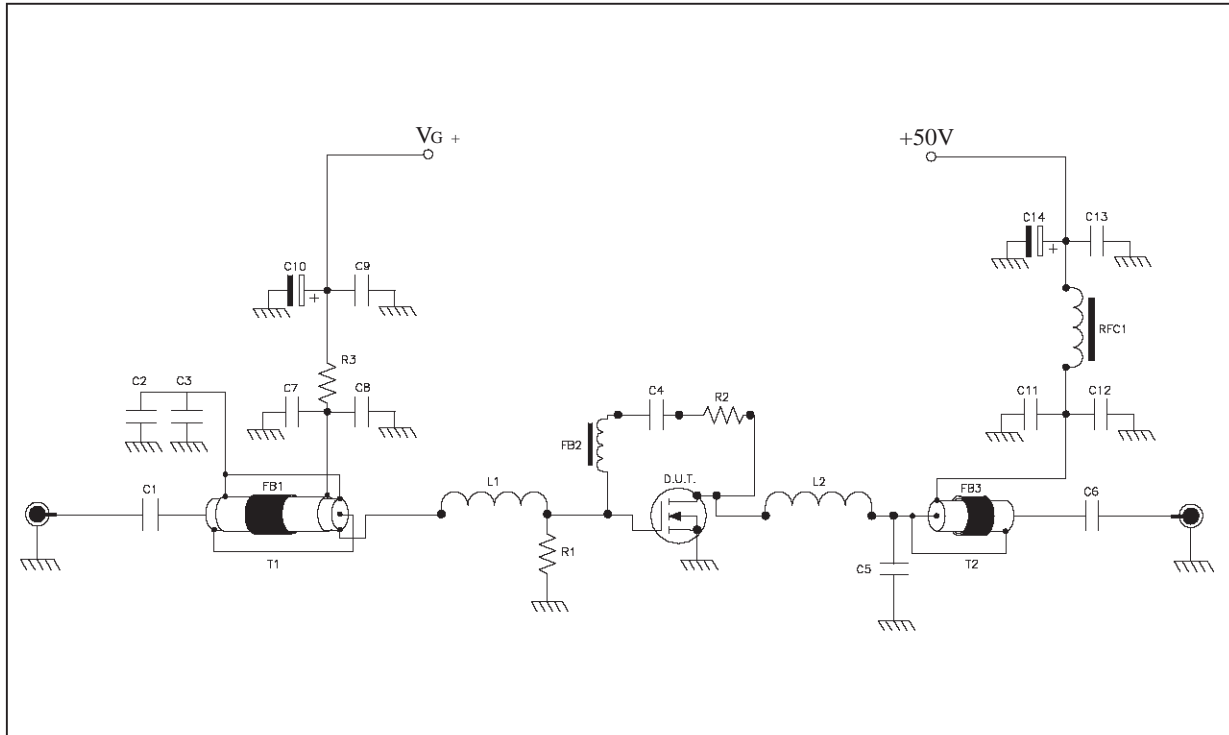 VG +
+50V
C14
C13
+
C10
C9
+
RFC1
R3
C2
C3
C7
C8
C4
R2
C11
C12
FB2
D.U.T.
L1
L2
C1
FB1
FB3
C6
R1
C5
T1
T2